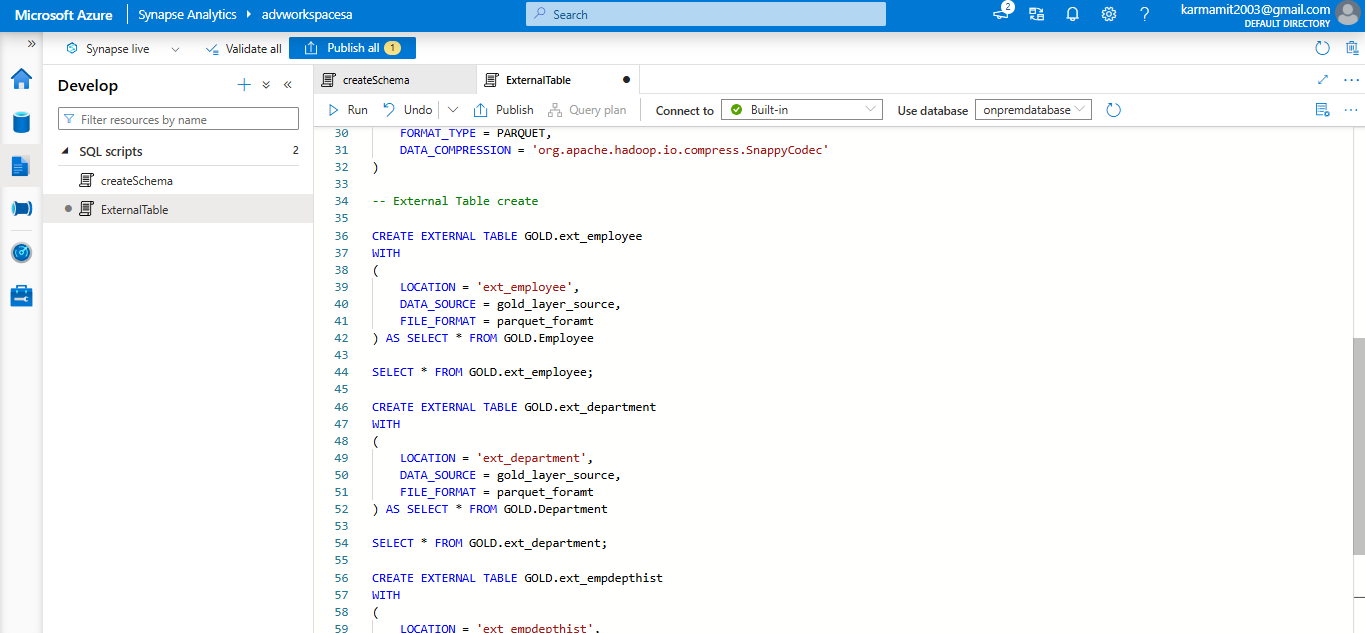 Microsoft Azure
Synapse Analytics
advworkspacesa
Search
2
karmamit2003@gmail.com
DEFAULT DIRECTORY
Synapse live
Validate all
Publish all 1
Develop
Filter resources by name
SQL scripts 2
createSchema
ExternalTable
createSchema
ExternalTable
Run
Undo
Publish
Query plan
Connect to
Built-in
Use database
onpremdatabase
30 FORMAT_TYPE = PARQUET,
31 DATA_COMPRESSION = 'org.apache.hadoop.io.compress.SnappyCodec'
32 )
33
34 -- External Table create
35
36 CREATE EXTERNAL TABLE GOLD.ext_employee
37 WITH
38 (
39 LOCATION = 'ext_employee',
40 DATA_SOURCE = gold_layer_source,
41 FILE_FORMAT = parquet_foramt
42 ) AS SELECT * FROM GOLD.Employee
43
44 SELECT * FROM GOLD.ext_employee;
45
46 CREATE EXTERNAL TABLE GOLD.ext_department
47 WITH
48 (
49 LOCATION = 'ext_department',
50 DATA_SOURCE = gold_layer_source,
51 FILE_FORMAT = parquet_foramt
52 ) AS SELECT * FROM GOLD.Department
53
54 SELECT * FROM GOLD.ext_department;
55
56 CREATE EXTERNAL TABLE GOLD.ext_empdepthist
57 WITH
58 (
59 LOCATION = 'ext_empdepthist',